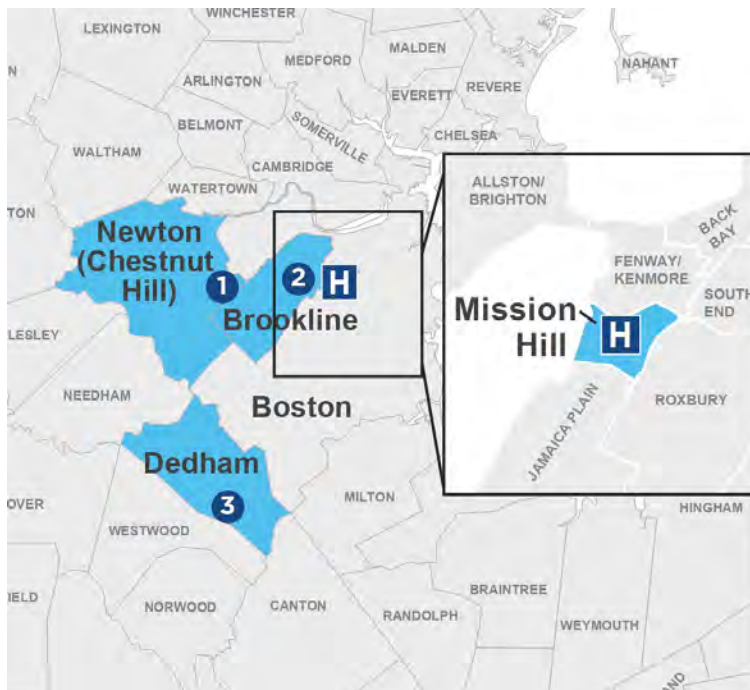 WINCHESTER
LEXINGTON
MALDEN
MEDFORD
NAHANT
ARLINGTON
REVERE
EVERETT
BELMONT
SOMERVILLE
CHELSEA
WALTHAM
CAMBRIDGE
WATERTOWN
TON
Newton
(Chestnut
Hill)
1
2
H
Brookline
LESLEY
NEEDHAM
Boston
Dedham
3
OVER
WESTWOOD
MILTON
HINGHAM
IELD
NORWOOD
CANTON
RANDOLPH
BRAINTREE
WEYMOUTH
AND
ALLSTON/
BRIGHTON
BACK
BAY
FENWAY/
KENMORE
SOUTH
END
Mission
Hill
H
JAMAICA PLAIN
ROXBURY